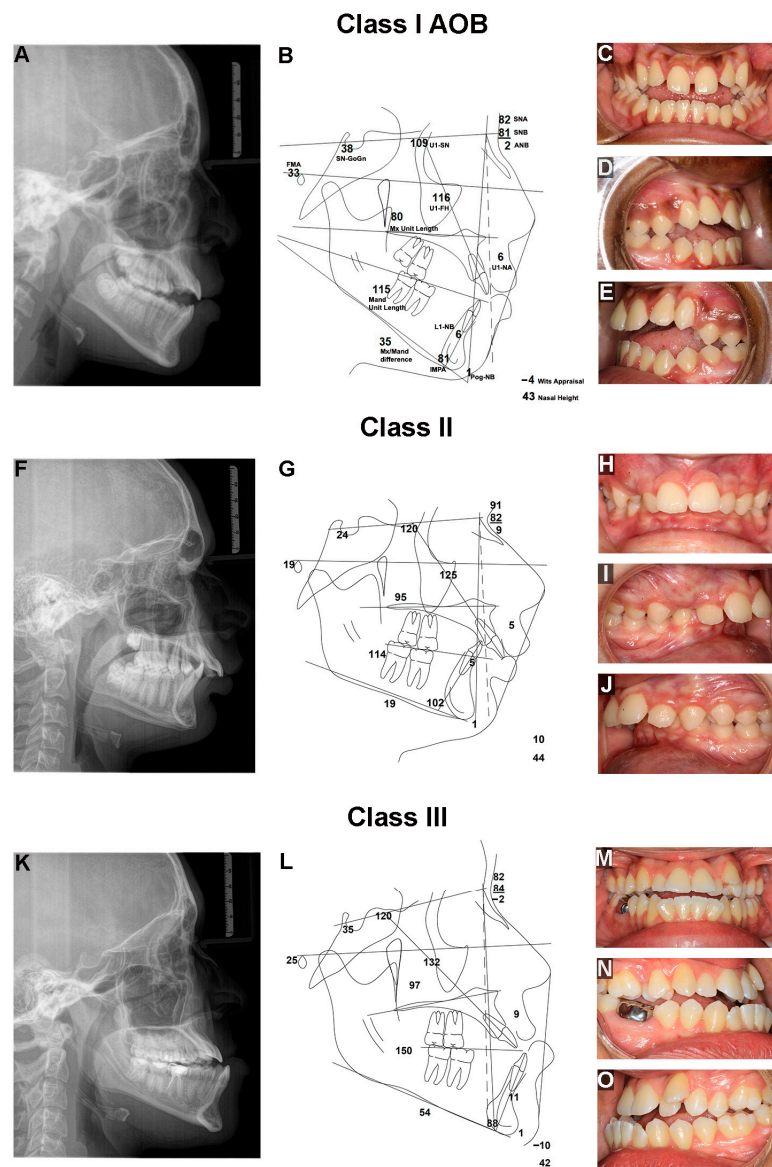 Class I AOB
A
B
C
82 SNA
81 SNB
2 ANB
109 U1-SN
38
SN-GoGn
FMA
33
116
U1-FH
80
Mx Unit Length
6
U1-NA
115
Mand
Unit Length
L1-NB
6
35
Mx/Mand
difference
81
IMPA
1 Pog-NB
−4 Wits Appraisal
43 Nasal Height
D
E
Class II
F
G
H
91
82
9
24
120
19
125
95
5
114
5
19
102
1
10
44
I
J
Class III
K
L
M
82
84
−2
35
120
25
132
97
9
150
11
54
88
1
−10
42
N
O